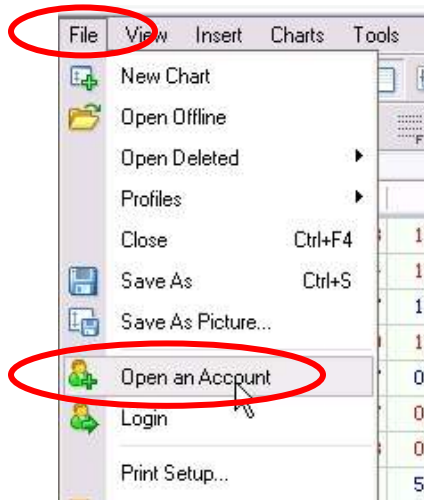 File View Insert Charts Tools
New Chart
Open Offline
Open Deleted
Profiles
Close Ctrl+F4
Save As Ctrl+S
Save As Picture...
Open an Account
Login
Print Setup...